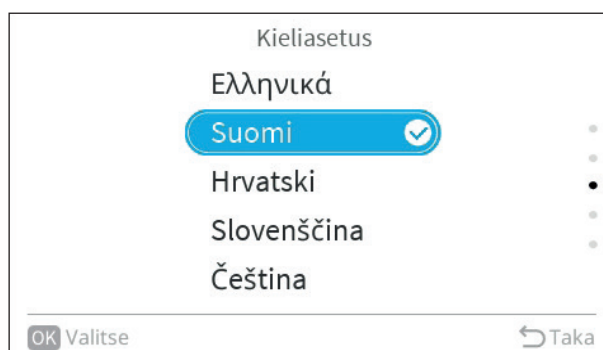 Kieliasetus
Ελληνικά
Suomi
Hrvatski
Slovenščina
Čeština
OK Valitse
Taka